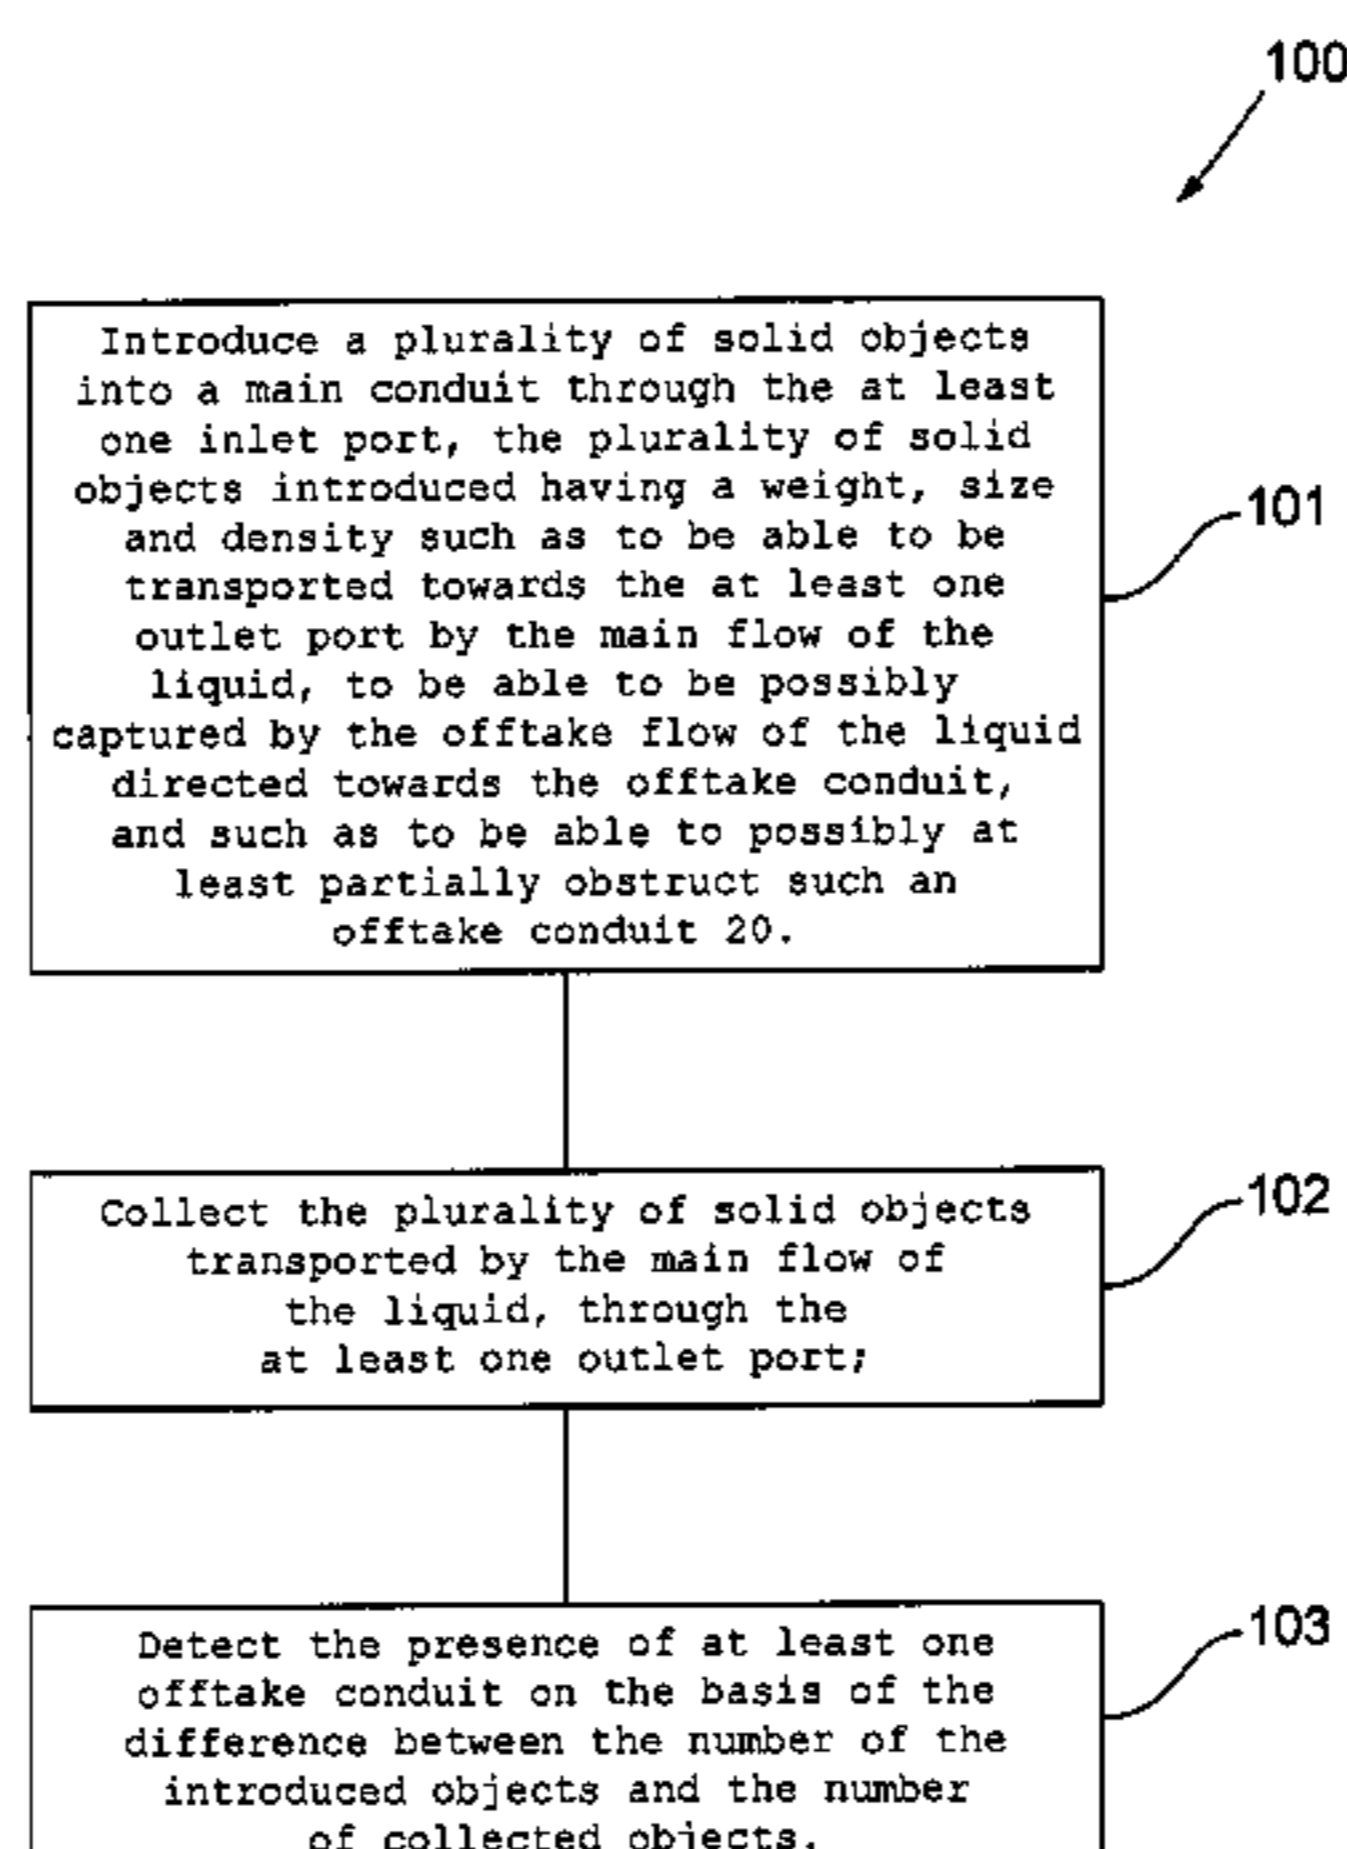 100
Introduce a plurality of solid objects
into a main conduit through the at least
one inlet port, the plurality of solid
objects introduced having a weight, size
and density such as to be able to be
transported towards the at least one
outlet port by the main flow of the
liquid, to be able to be possibly
captured by the offtake flow of the liquid
directed towards the offtake conduit,
and such as to be able to possibly at
least partially obstruct such an
offtake conduit 20.
101
Collect the plurality of solid objects
transported by the main flow of
the liquid, through the
at least one outlet port;
102
Detect the presence of at least one
offtake conduit on the basis of the
difference between the number of the
introduced objects and the number
of collected objects.
103